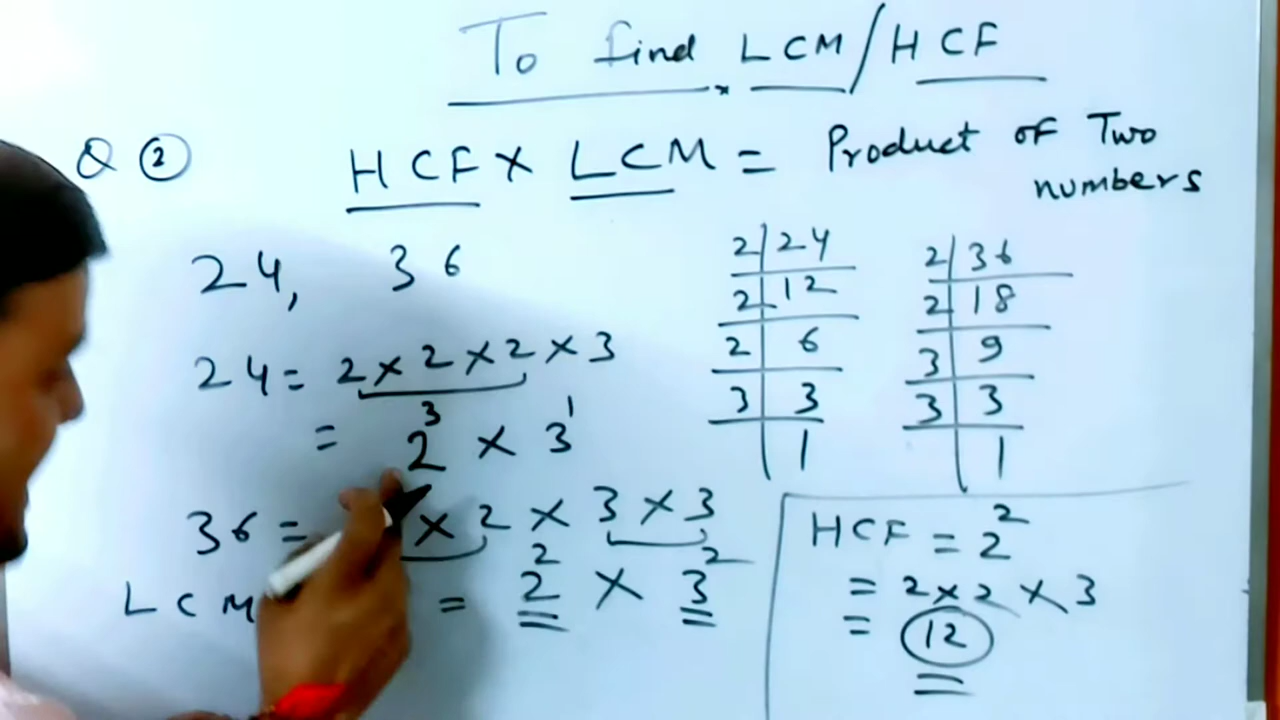 To find LCM/HCF
Q ②
HCF × LCM = Product of Two
numbers
24, 36
24 = 2 × 2 × 2 × 3
= 2³ × 3¹
36 = × 2 × 3 × 3
= 2² × 3²
LCM
2 | 24
2 | 12
2 | 6
3 | 3
| 1
2 | 36
2 | 18
3 | 9
3 | 3
| 1
HCF = 2²
= 2 × 2 × 3
= 12